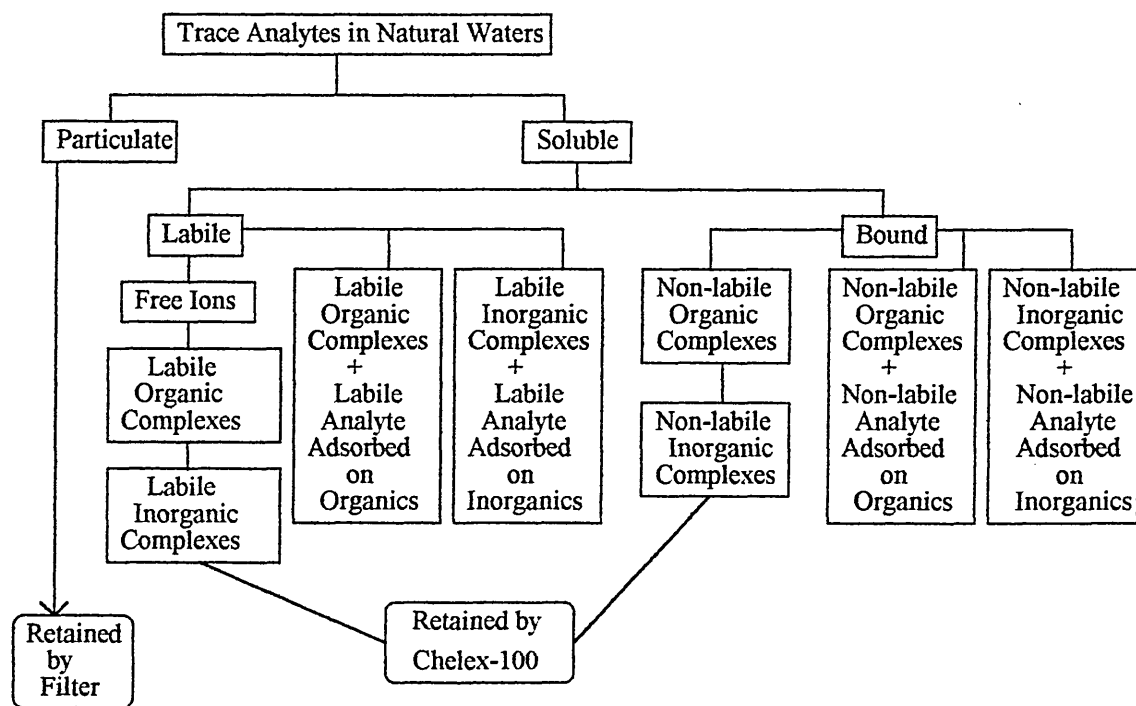 Trace Analytes in Natural Waters
Particulate
Soluble
Labile
Bound
Free Ions
Labile
Organic
Complexes
Labile
Inorganic
Complexes
Labile
Organic
Complexes
+
Labile
Analyte
Adsorbed
on
Organics
Labile
Inorganic
Complexes
+
Labile
Analyte
Adsorbed
on
Inorganics
Non-labile
Organic
Complexes
Non-labile
Inorganic
Complexes
Non-labile
Organic
Complexes
+
Non-labile
Analyte
Adsorbed
on
Organics
Non-labile
Inorganic
Complexes
+
Non-labile
Analyte
Adsorbed
on
Inorganics
Retained
by
Filter
Retained by
Chelex-100